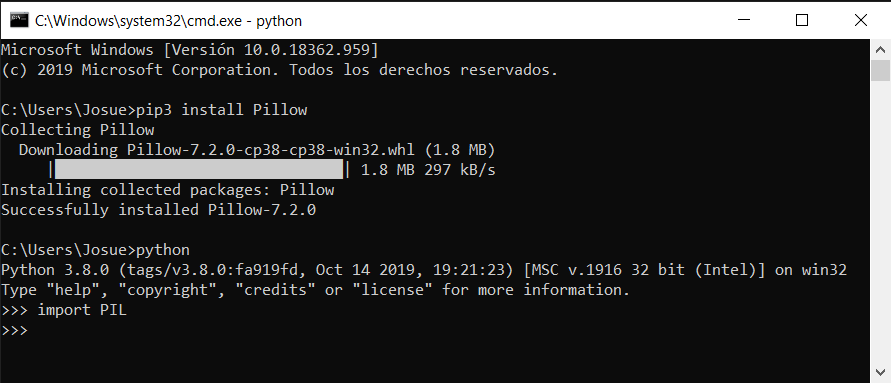 C:\Windows\system32\cmd.exe - python
Microsoft Windows [Versión 10.0.18362.959]
(c) 2019 Microsoft Corporation. Todos los derechos reservados.
C:\Users\Josue>pip3 install Pillow
Collecting Pillow
  Downloading Pillow-7.2.0-cp38-cp38-win32.whl (1.8 MB)
     |████████████████████████████████| 1.8 MB 297 kB/s
Installing collected packages: Pillow
Successfully installed Pillow-7.2.0
C:\Users\Josue>python
Python 3.8.0 (tags/v3.8.0:fa919fd, Oct 14 2019, 19:21:23) [MSC v.1916 32 bit (Intel)] on win32
Type "help", "copyright", "credits" or "license" for more information.
>>> import PIL
>>>